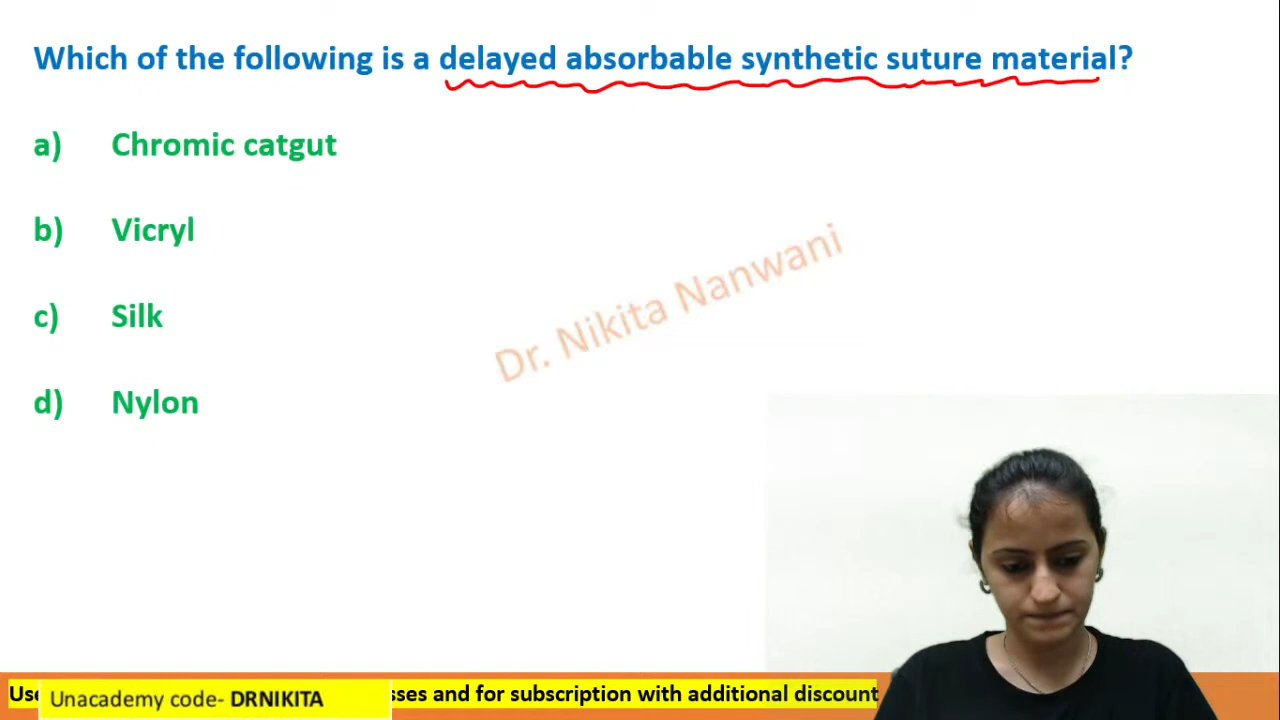 Which of the following is a delayed absorbable synthetic suture material?
a) Chromic catgut
b) Vicryl
c) Silk
d) Nylon
Dr. Nikita Nanwani
and for subscription with additional discount
Unacademy code- DRNIKITA